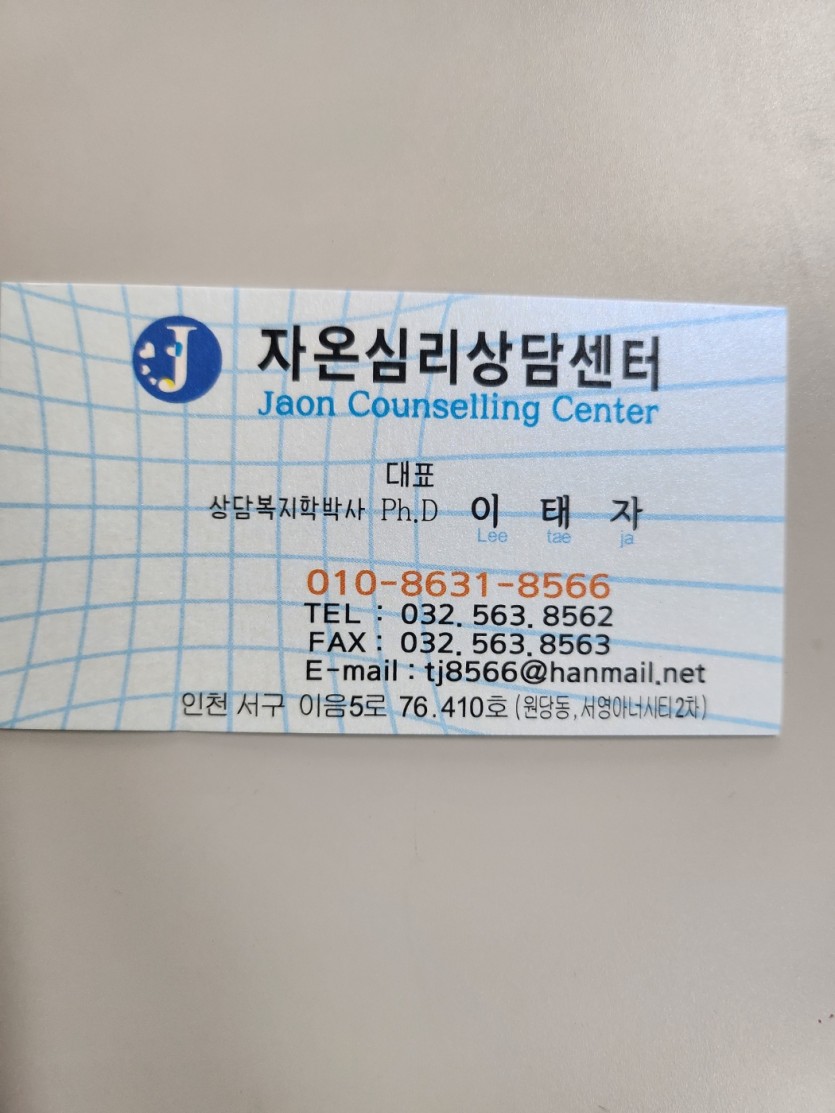 J
자온심리상담센터
Jaon Counselling Center
대표
상담복지학박사 Ph.D 이 태 자
Lee tae ja
010-8631-8566
TEL : 032. 563. 8562
FAX : 032. 563. 8563
E-mail : tj8566@hanmail.net
인천 서구 이음5로 76.410호 (원당동, 서영아너시티2차)